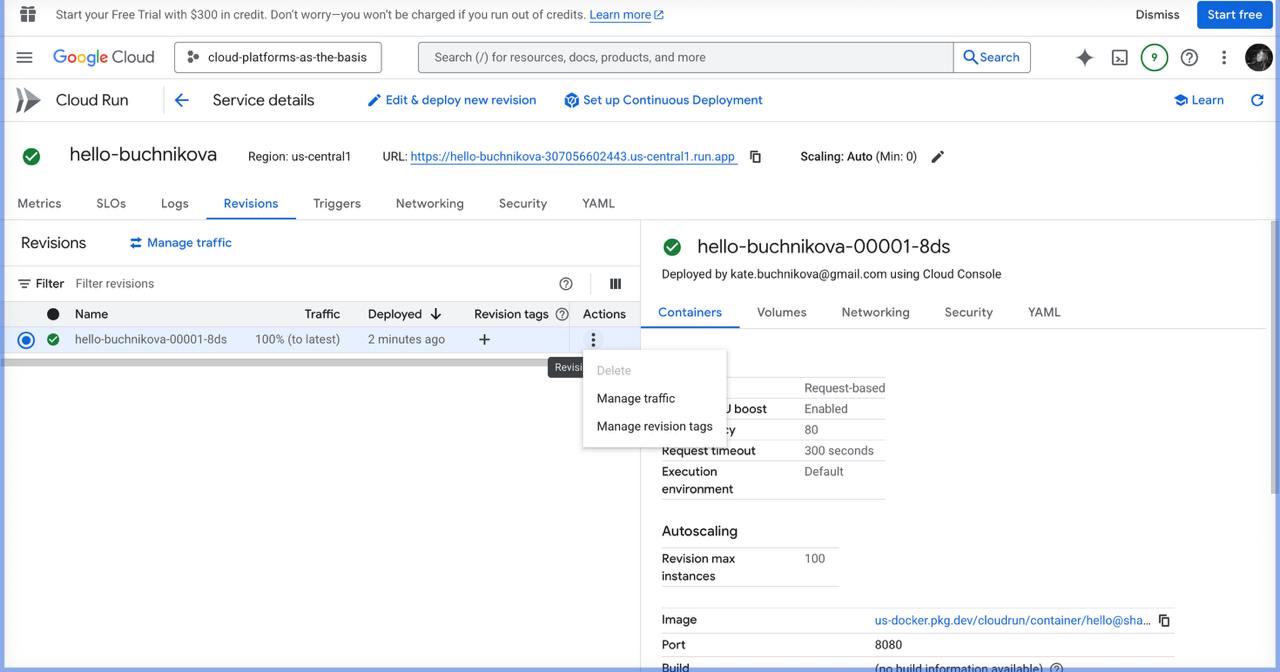 Start your Free Trial with $300 in credit. Don't worry—you won't be charged if you run out of credits. Learn more
Dismiss
Start free
Google Cloud
cloud-platforms-as-the-basis
Search (/) for resources, docs, products, and more
Search
9
Cloud Run
Service details
Edit & deploy new revision
Set up Continuous Deployment
Learn
hello-buchnikova
Region: us-central1
URL: https://hello-buchnikova-307056602443.us-central1.run.app
Scaling: Auto (Min: 0)
Metrics
SLOs
Logs
Revisions
Triggers
Networking
Security
YAML
Revisions
Manage traffic
Filter
Filter revisions
Name
Traffic
Deployed
Revision tags
Actions
hello-buchnikova-00001-8ds
100% (to latest)
2 minutes ago
Revisi
Delete
Manage traffic
Manage revision tags
hello-buchnikova-00001-8ds
Deployed by kate.buchnikova@gmail.com using Cloud Console
Containers
Volumes
Networking
Security
YAML
Request-based
boost
Enabled
cy
80
Request timeout
300 seconds
Execution
environment
Default
Autoscaling
Revision max
instances
100
Image
us-docker.pkg.dev/cloudrun/container/hello@sha...
Port
8080
Build
(no build information available)